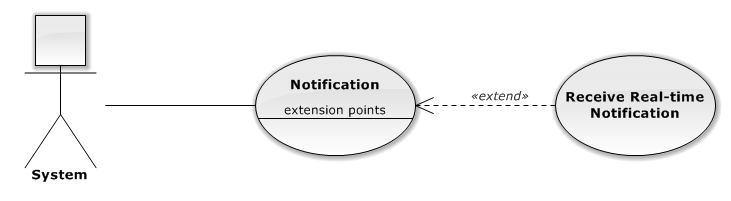 System
Notification
extension points
«extend»
Receive Real-time
Notification